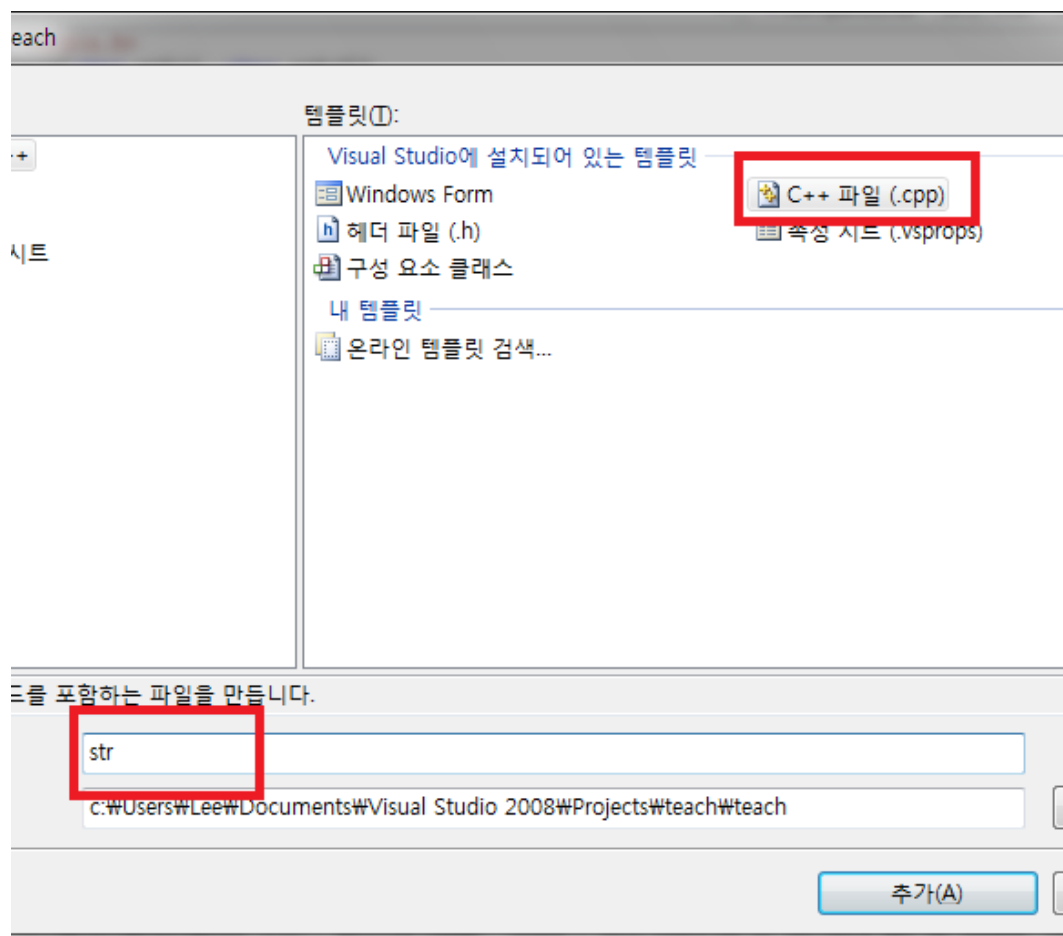 each
템플릿(T):
++
Visual Studio에 설치되어 있는 템플릿
Windows Form
C++ 파일 (.cpp)
헤더 파일 (.h)
속성 시트 (.vsprops)
시트
구성 요소 클래스
내 템플릿
온라인 템플릿 검색...
드를 포함하는 파일을 만듭니다.
str
c:₩Users₩Lee₩Documents₩Visual Studio 2008₩Projects₩teach₩teach
추가(A)